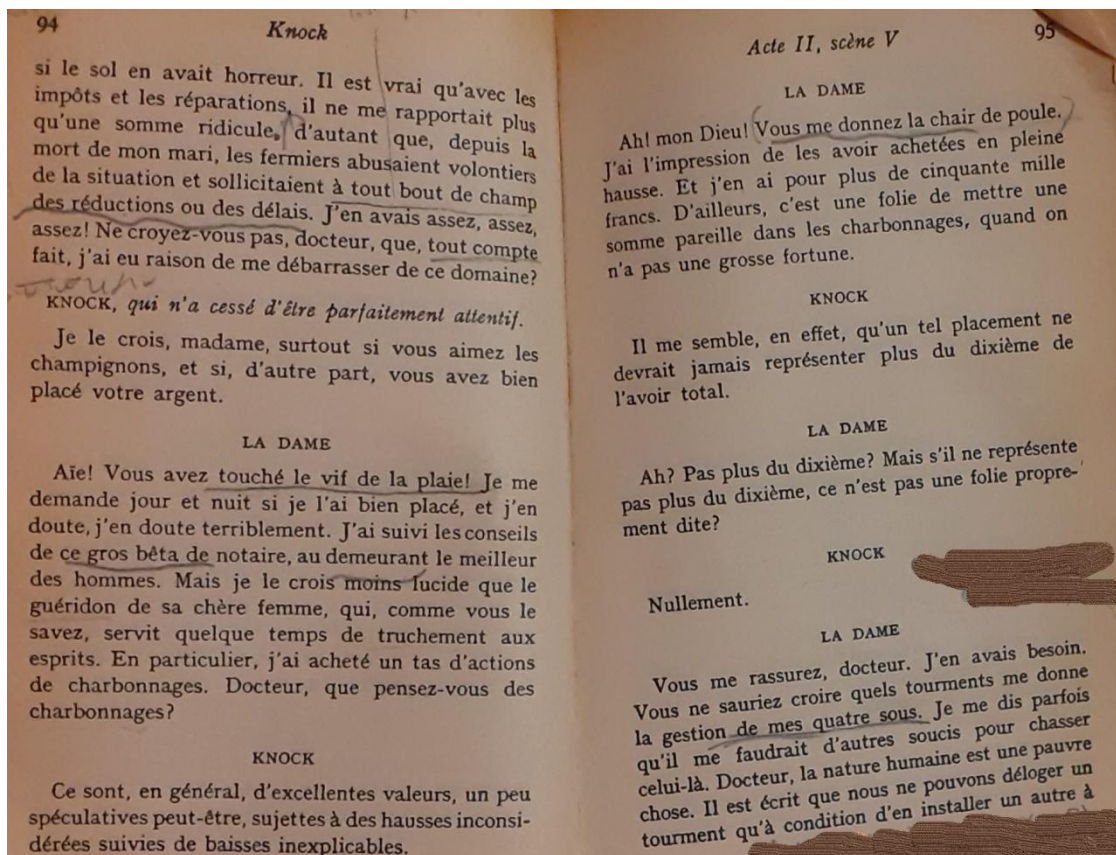 94
Knock
si le sol en avait horreur. Il est vrai qu'avec les
impôts et les réparations, il ne me rapportait plus
qu'une somme ridicule, d'autant que, depuis la
mort de mon mari, les fermiers abusaient volontiers
de la situation et sollicitaient à tout bout de champ
des réductions ou des délais. J'en avais assez, assez,
assez! Ne croyez-vous pas, docteur, que, tout compte
fait, j'ai eu raison de me débarrasser de ce domaine?
KNOCK, qui n'a cessé d'être parfaitement attentif.
Je le crois, madame, surtout si vous aimez les
champignons, et si, d'autre part, vous avez bien
placé votre argent.
LA DAME
Aïe! Vous avez touché le vif de la plaie! Je me
demande jour et nuit si je l'ai bien placé, et j'en
doute, j'en doute terriblement. J'ai suivi les conseils
de ce gros bêta de notaire, au demeurant le meilleur
des hommes. Mais je le crois moins lucide que le
guéridon de sa chère femme, qui, comme vous le
savez, servit quelque temps de truchement aux
esprits. En particulier, j'ai acheté un tas d'actions
de charbonnages. Docteur, que pensez-vous des
charbonnages?
KNOCK
Ce sont, en général, d'excellentes valeurs, un peu
spéculatives peut-être, sujettes à des hausses inconsi-
dérées suivies de baisses inexplicables.
Acte II, scène V
95
LA DAME
Ah! mon Dieu! Vous me donnez la chair de poule.
J'ai l'impression de les avoir achetées en pleine
hausse. Et j'en ai pour plus de cinquante mille
francs. D'ailleurs, c'est une folie de mettre une
somme pareille dans les charbonnages, quand on
n'a pas une grosse fortune.
KNOCK
Il me semble, en effet, qu'un tel placement ne
devrait jamais représenter plus du dixième de
l'avoir total.
LA DAME
Ah? Pas plus du dixième? Mais s'il ne représente
pas plus du dixième, ce n'est pas une folie propre-
ment dite?
KNOCK
Nullement.
LA DAME
Vous me rassurez, docteur. J'en avais besoin.
Vous ne sauriez croire quels tourments me donne
la gestion de mes quatre sous. Je me dis parfois
qu'il me faudrait d'autres soucis pour chasser
celui-là. Docteur, la nature humaine est une pauvre
chose. Il est écrit que nous ne pouvons déloger un
tourment qu'à condition d'en installer un autre à